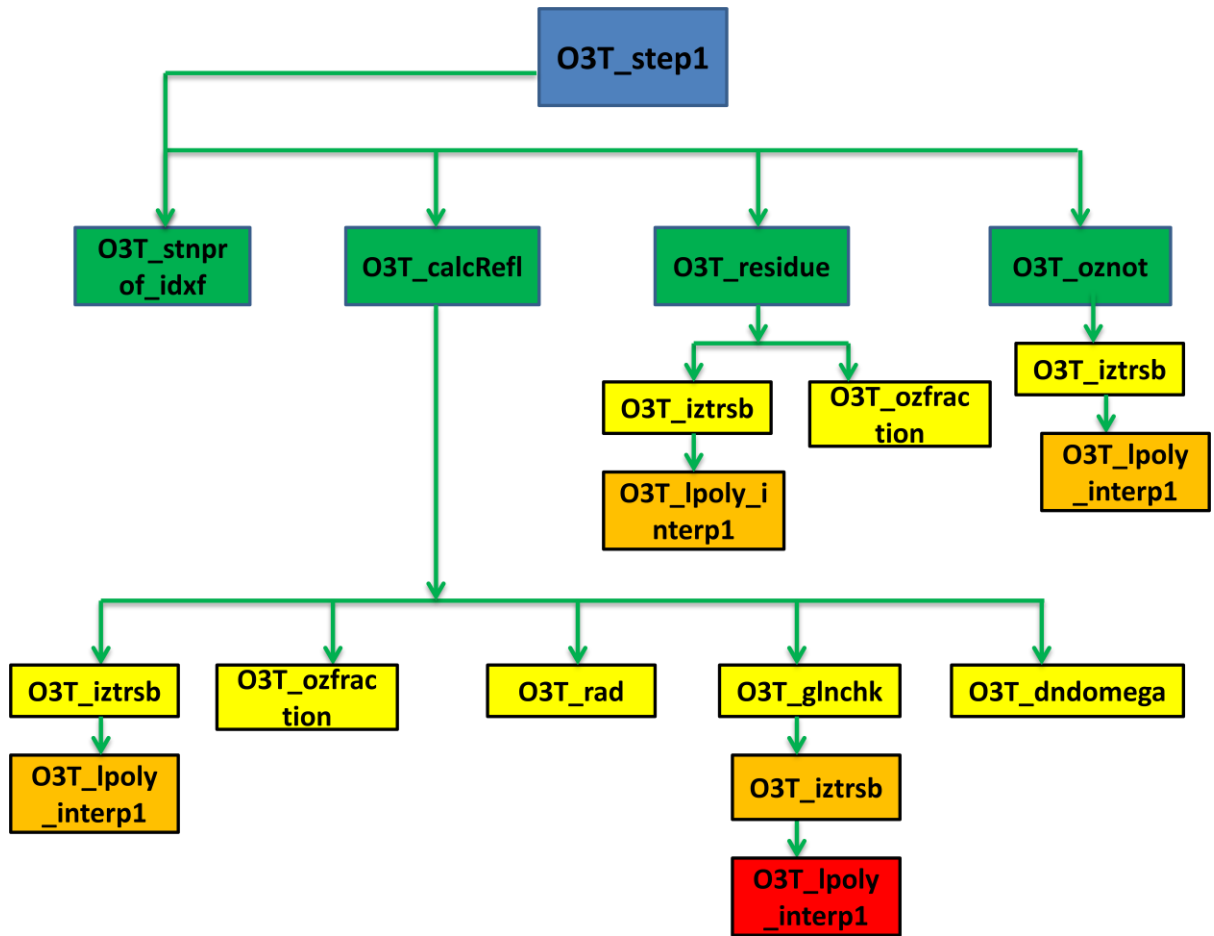 O3T_step1
O3T_stnpr
of_idxf
O3T_calcRefl
O3T_residue
O3T_oznot
O3T_iztrsb
O3T_ozfrac
tion
O3T_iztrsb
O3T_lpoly_i
nterp1
O3T_lpoly
_interp1
O3T_iztrsb
O3T_ozfrac
tion
O3T_rad
O3T_glnchk
O3T_dndomega
O3T_lpoly
_interp1
O3T_iztrsb
O3T_lpoly
_interp1